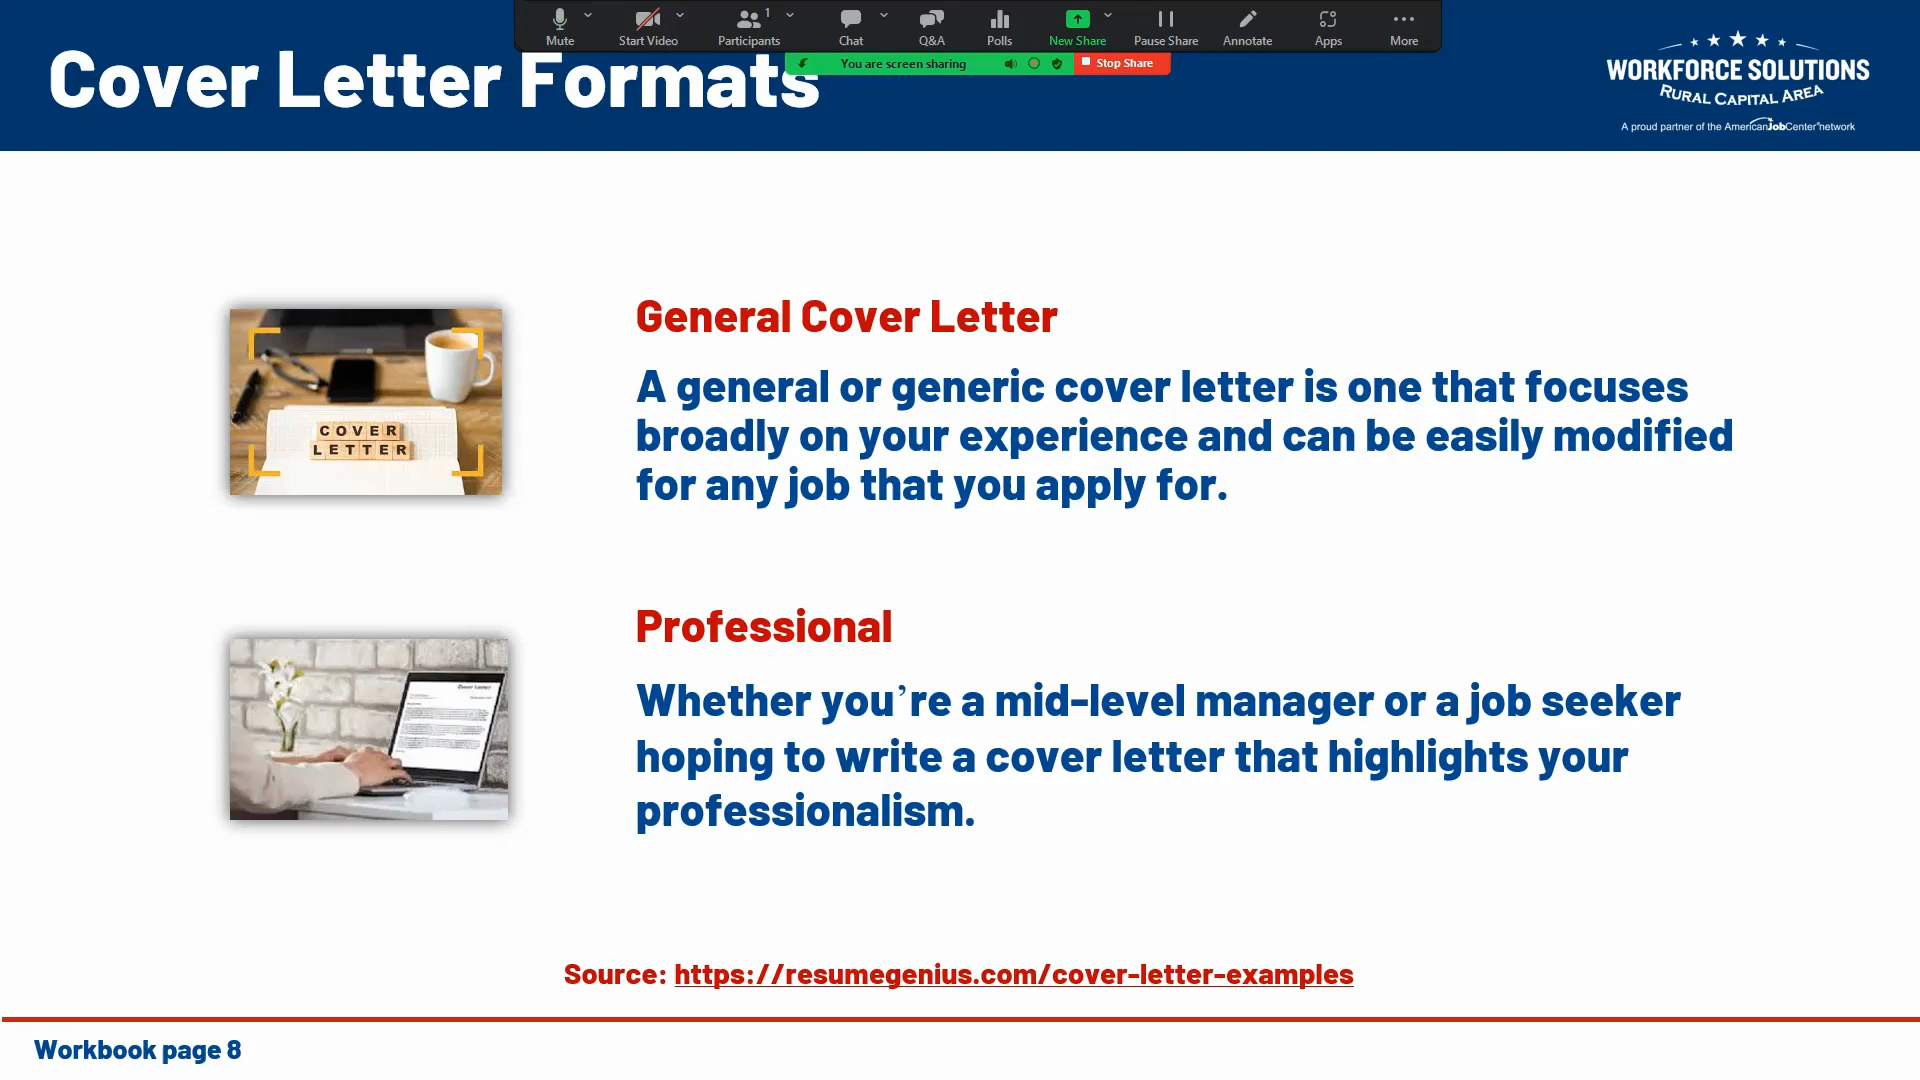 1
Mute
Start Video
Participants
Chat
Q&A
Polls
New Share
Pause Share
Annotate
Apps
More
You are screen sharing
Stop Share
Cover Letter Formats
WORKFORCE SOLUTIONS
RURAL CAPITAL AREA
A proud partner of the AmericanJobCenter®network
General Cover Letter
A general or generic cover letter is one that focuses
broadly on your experience and can be easily modified
for any job that you apply for.
COVER
LETTER
Professional
Whether you’re a mid-level manager or a job seeker
hoping to write a cover letter that highlights your
professionalism.
Cover Letter
Source: https://resumegenius.com/cover-letter-examples
Workbook page 8